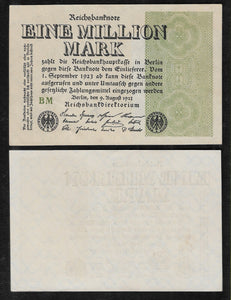 Reichsbanknote
EINE MILLION
MARK
zahlt die Reichsbankhauptkasse in Berlin
gegen diese Banknote dem Einlieferer. Vom
1. September 1923 ab kann diese Banknote
aufgerufen und unter Umtausch gegen andere
gesetzliche Zahlungsmittel eingezogen werden
Berlin, den 9. August 1923
Reichsbankdirektorium
BM